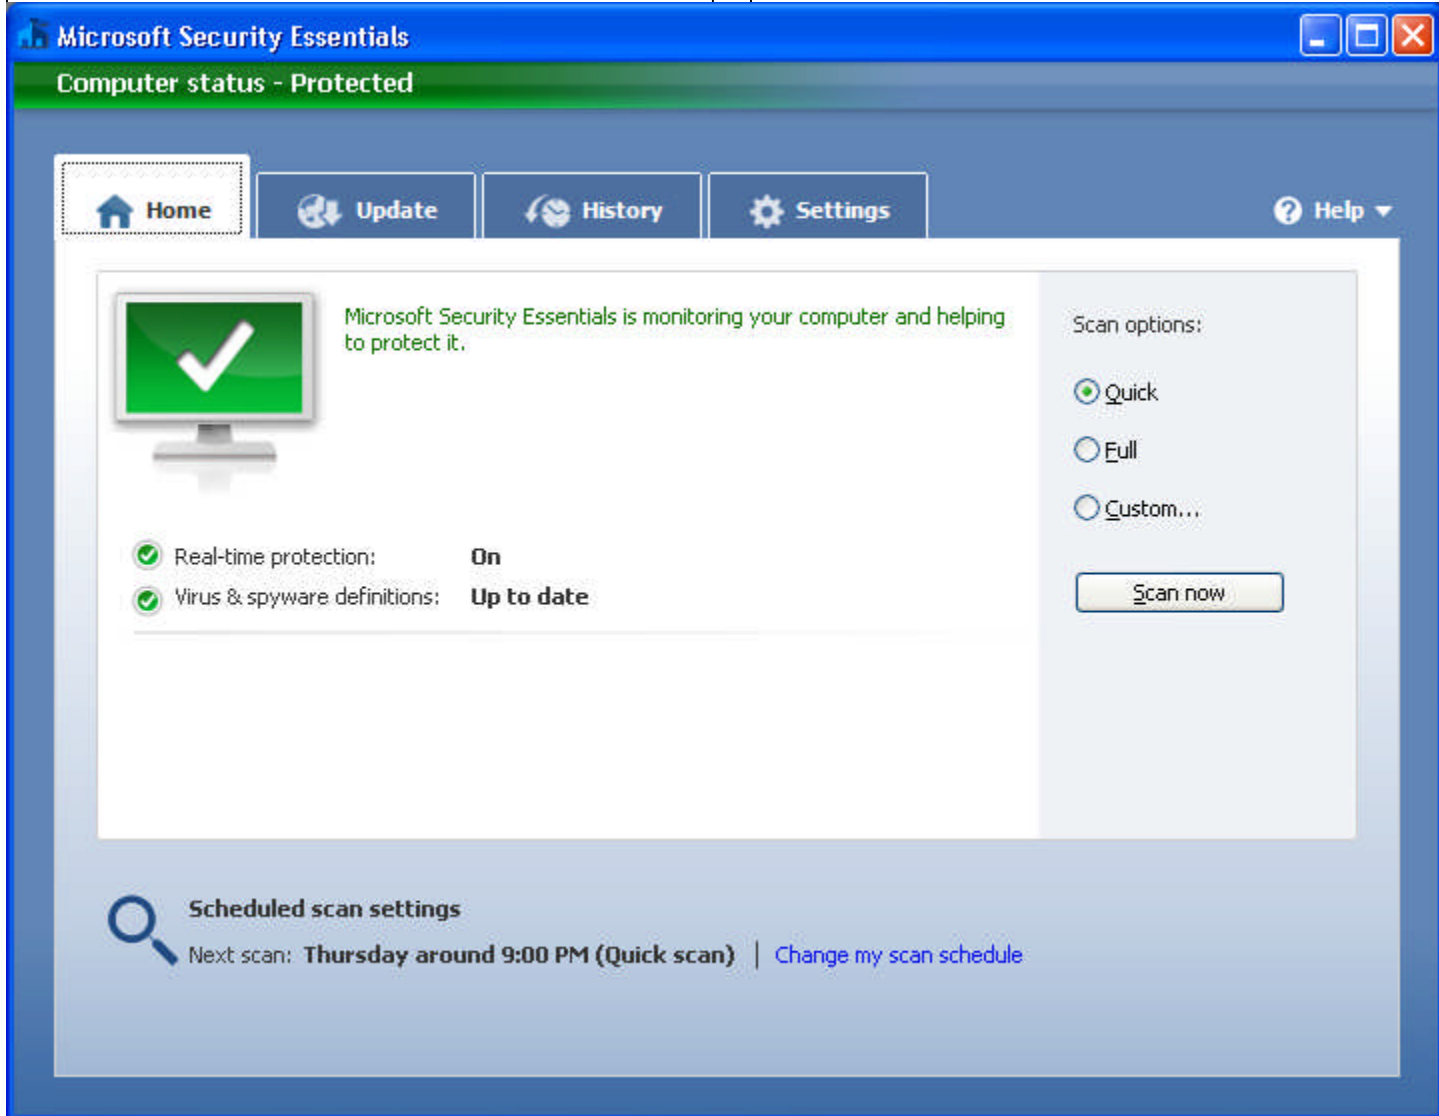 Microsoft Security Essentials
Computer status - Protected
Home
Update
History
Settings
Help
Microsoft Security Essentials is monitoring your computer and helping
to protect it.
Real-time protection: On
Virus & spyware definitions: Up to date
Scan options:
Quick
Full
Custom...
Scan now
Scheduled scan settings
Next scan: Thursday around 9:00 PM (Quick scan) | Change my scan schedule